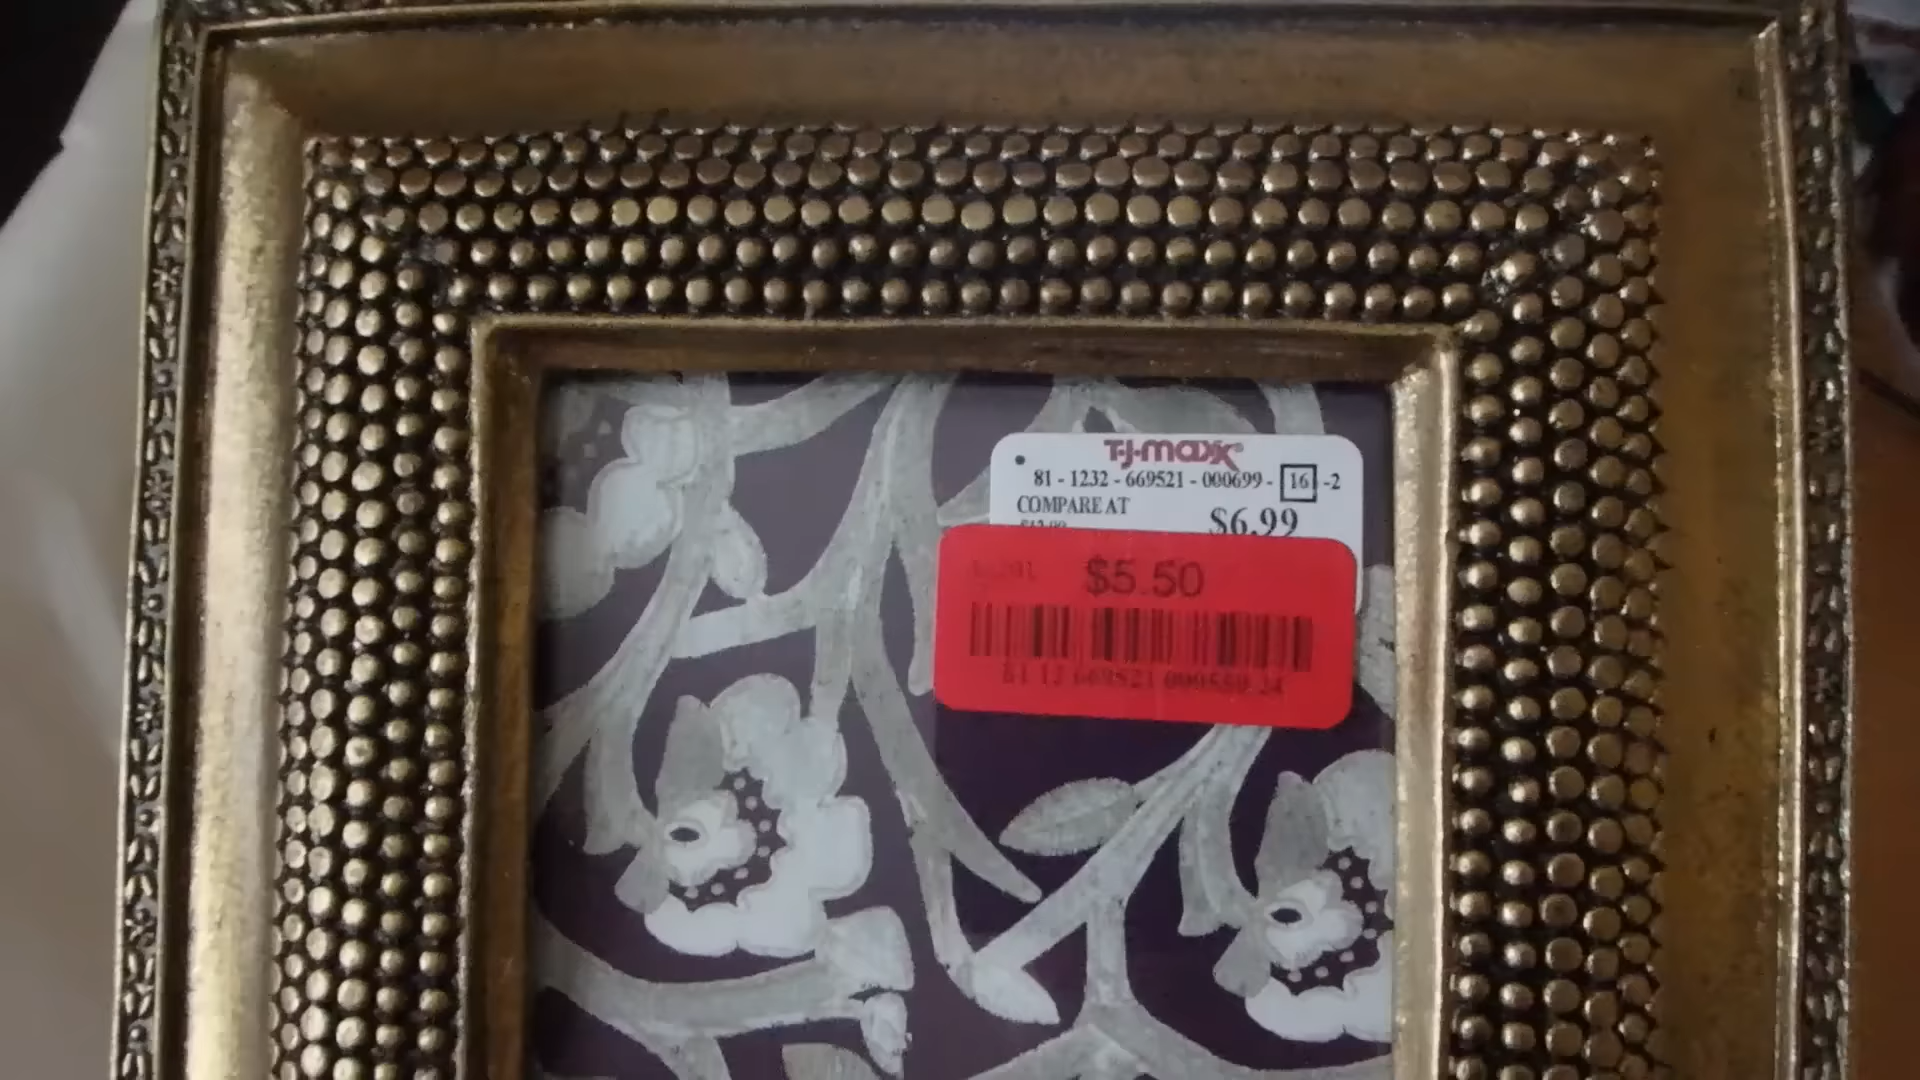 T·J·maxx®
81 - 1232 - 669521 - 000699 - 16 -2
COMPARE AT
$6.99
$5.50